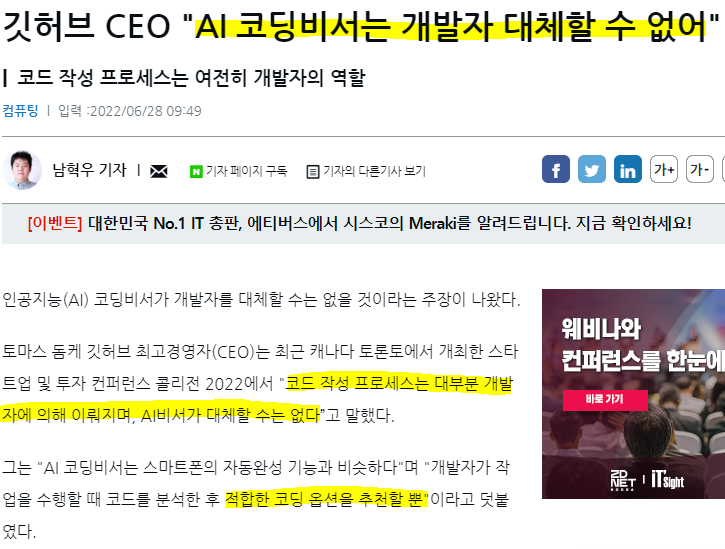 깃허브 CEO "AI 코딩비서는 개발자 대체할 수 없어"
코드 작성 프로세스는 여전히 개발자의 역할
컴퓨팅 | 입력 :2022/06/28 09:49
남혁우 기자 | N 기자 페이지 구독 기자의 다른기사 보기 f in 가+ 가-
[이벤트] 대한민국 No.1 IT 총판, 에티버스에서 시스코의 Meraki를 알려드립니다. 지금 확인하세요!
인공지능(AI) 코딩비서가 개발자를 대체할 수는 없을 것이라는 주장이 나왔다.
토마스 돔케 깃허브 최고경영자(CEO)는 최근 캐나다 토론토에서 개최한 스타
트업 및 투자 컨퍼런스 콜리전 2022에서 "코드 작성 프로세스는 대부분 개발
자에 의해 이뤄지며, AI비서가 대체할 수는 없다"고 말했다.
그는 "AI 코딩비서는 스마트폰의 자동완성 기능과 비슷하다"며 "개발자가 작
업을 수행할 때 코드를 분석한 후 적합한 코딩 옵션을 추천할 뿐"이라고 덧붙
였다.
웨비나와
컨퍼런스를 한눈에
바로 가기
ZDNET KOREA | iT Sight